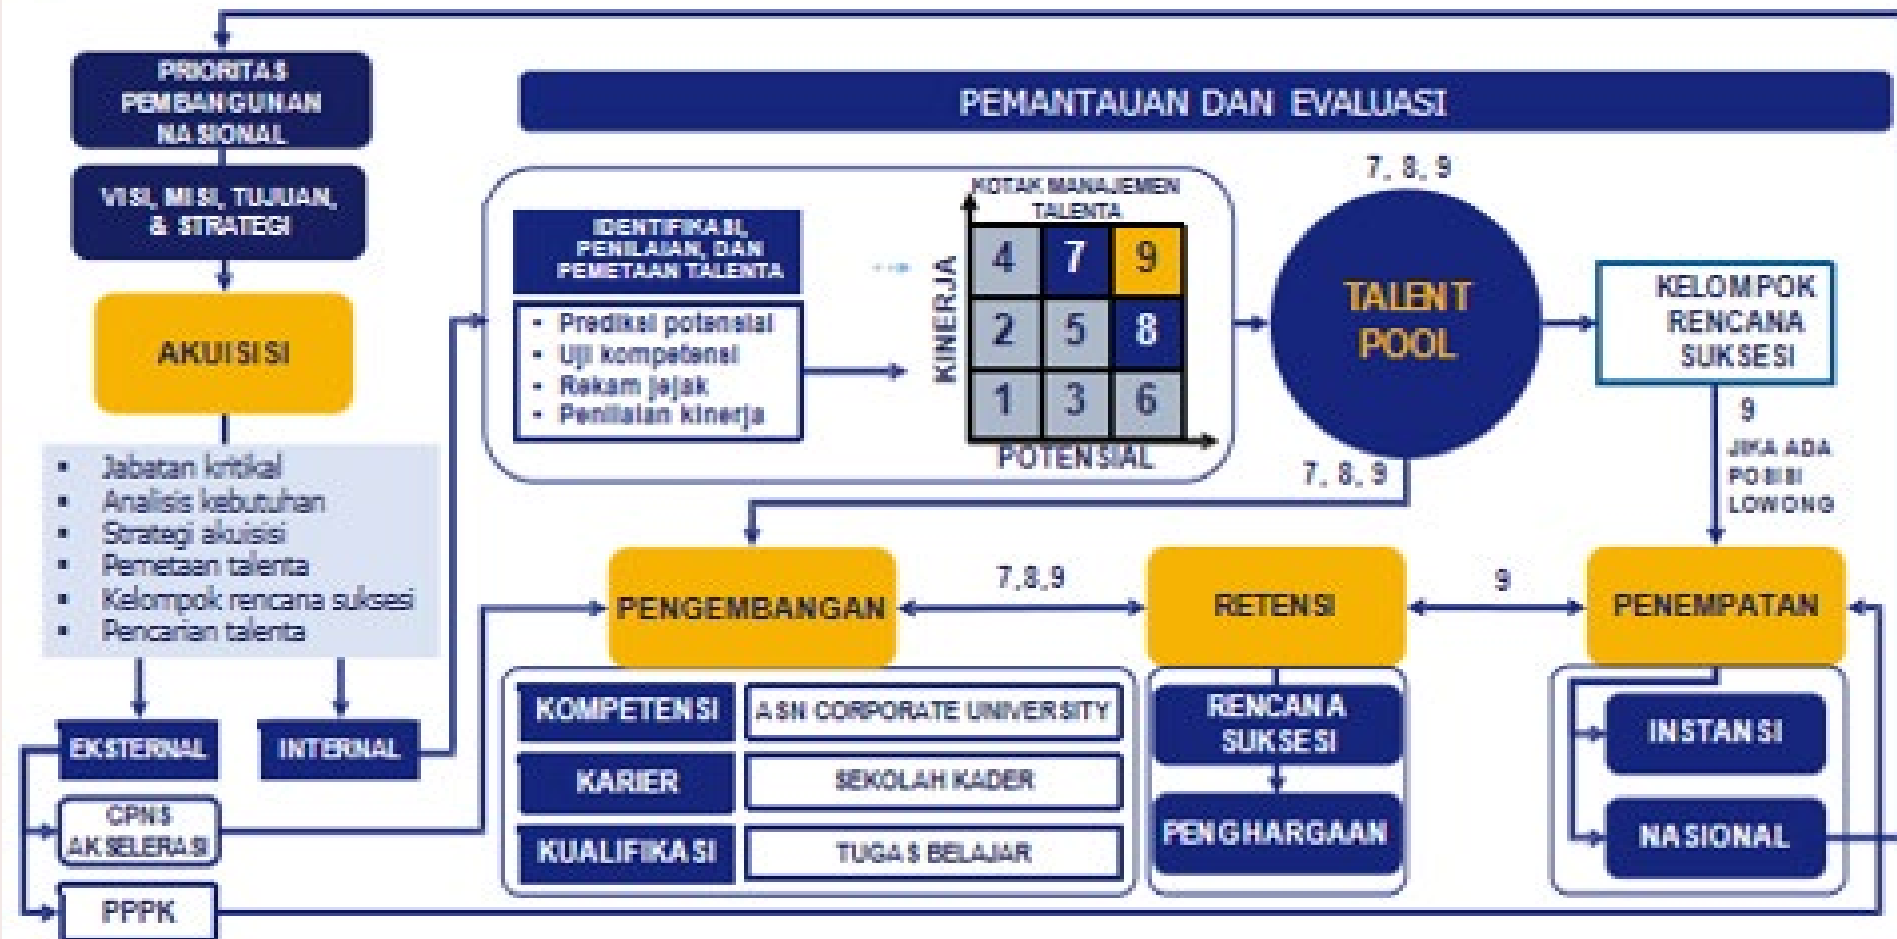 PRIORITAS
PEMBANGUNAN
NASIONAL
VISI, MISI, TUJUAN,
& STRATEGI
AKUISISI
▪ Jabatan kritikal
▪ Analisis kebutuhan
▪ Strategi akuisisi
▪ Pemetaan talenta
▪ Kelompok rencana suksesi
▪ Pencarian talenta
EKSTERNAL
INTERNAL
CPNS
AKSELERASI
PPPK
PEMANTAUAN DAN EVALUASI
IDENTIFIKASI,
PENILAIAN, DAN
PEMETAAN TALENTA
• Prediksi potensial
• Uji kompetensi
• Rekam jejak
• Penilaian kinerja
KOTAK MANAJEMEN
TALENTA
KINERJA
4 7 9
2 5 8
1 3 6
POTENSIAL
7, 8, 9
TALENT
POOL
7, 8, 9
KELOMPOK
RENCANA
SUKSESI
9
JIKA ADA
POSISI
LOWONG
PENGEMBANGAN
7,8,9
RETENSI
9
PENEMPATAN
KOMPETENSI
ASN CORPORATE UNIVERSITY
KARIER
SEKOLAH KADER
KUALIFIKASI
TUGAS BELAJAR
RENCANA
SUKSESI
PENGHARGAAN
INSTANSI
NASIONAL